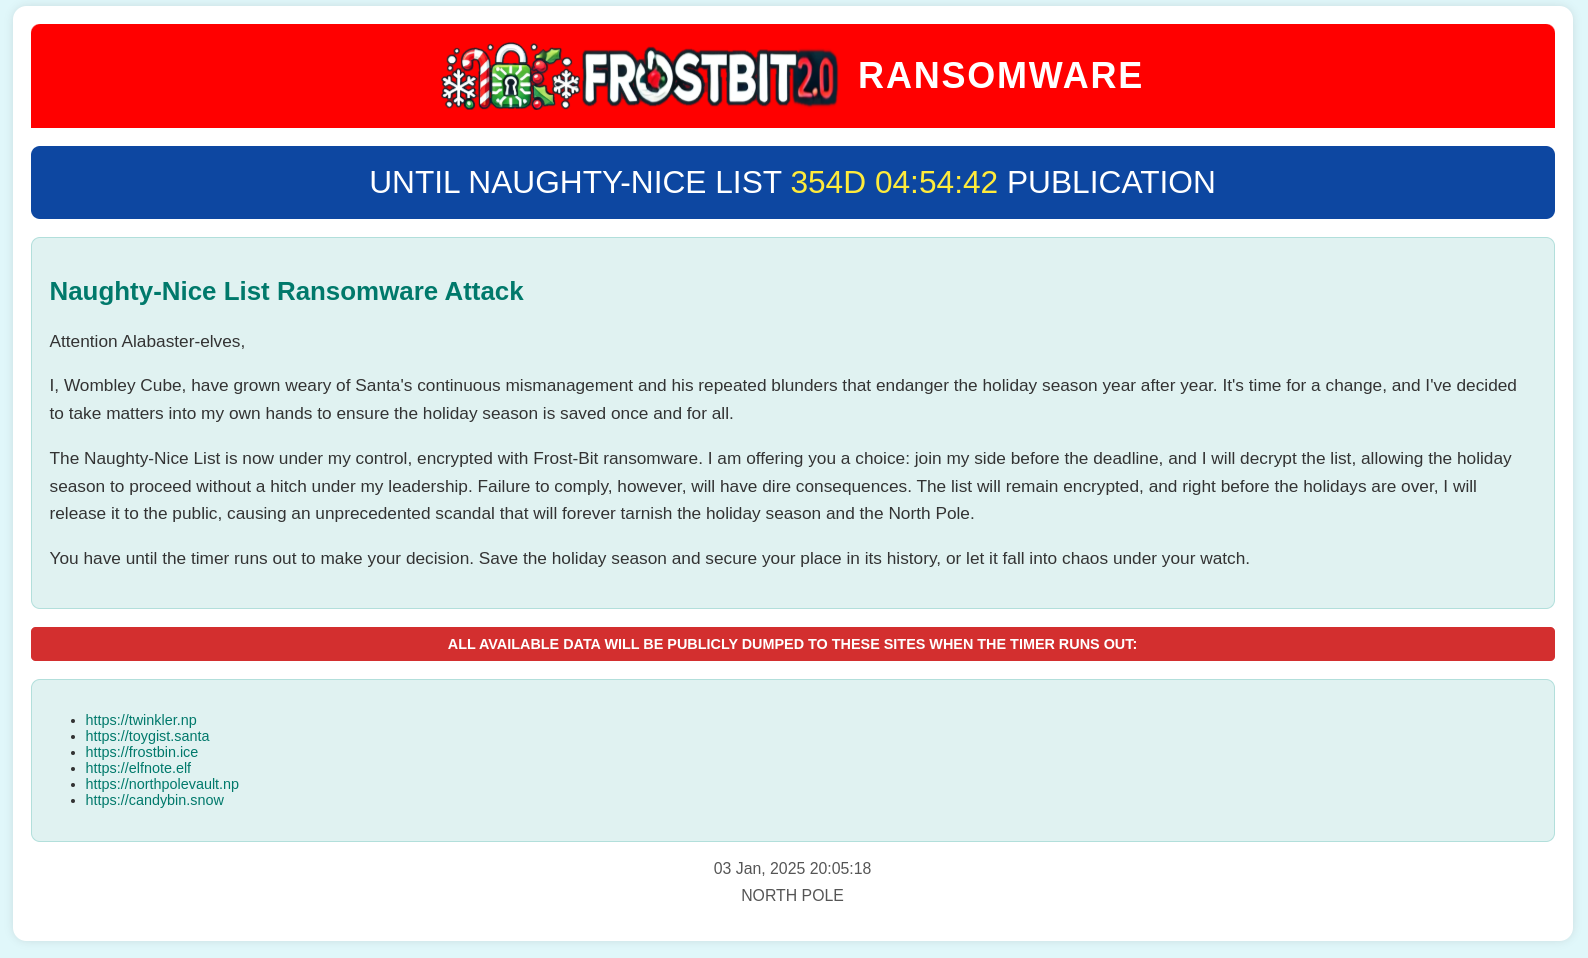 FROSTBIT 2.0 RANSOMWARE
UNTIL NAUGHTY-NICE LIST 354D 04:54:42 PUBLICATION
Naughty-Nice List Ransomware Attack
Attention Alabaster-elves,
I, Wombley Cube, have grown weary of Santa's continuous mismanagement and his repeated blunders that endanger the holiday season year after year. It's time for a change, and I've decided
to take matters into my own hands to ensure the holiday season is saved once and for all.
The Naughty-Nice List is now under my control, encrypted with Frost-Bit ransomware. I am offering you a choice: join my side before the deadline, and I will decrypt the list, allowing the holiday
season to proceed without a hitch under my leadership. Failure to comply, however, will have dire consequences. The list will remain encrypted, and right before the holidays are over, I will
release it to the public, causing an unprecedented scandal that will forever tarnish the holiday season and the North Pole.
You have until the timer runs out to make your decision. Save the holiday season and secure your place in its history, or let it fall into chaos under your watch.
ALL AVAILABLE DATA WILL BE PUBLICLY DUMPED TO THESE SITES WHEN THE TIMER RUNS OUT:
https://twinkler.np
https://toygist.santa
https://frostbin.ice
https://elfnote.elf
https://northpolevault.np
https://candybin.snow
03 Jan, 2025 20:05:18
NORTH POLE